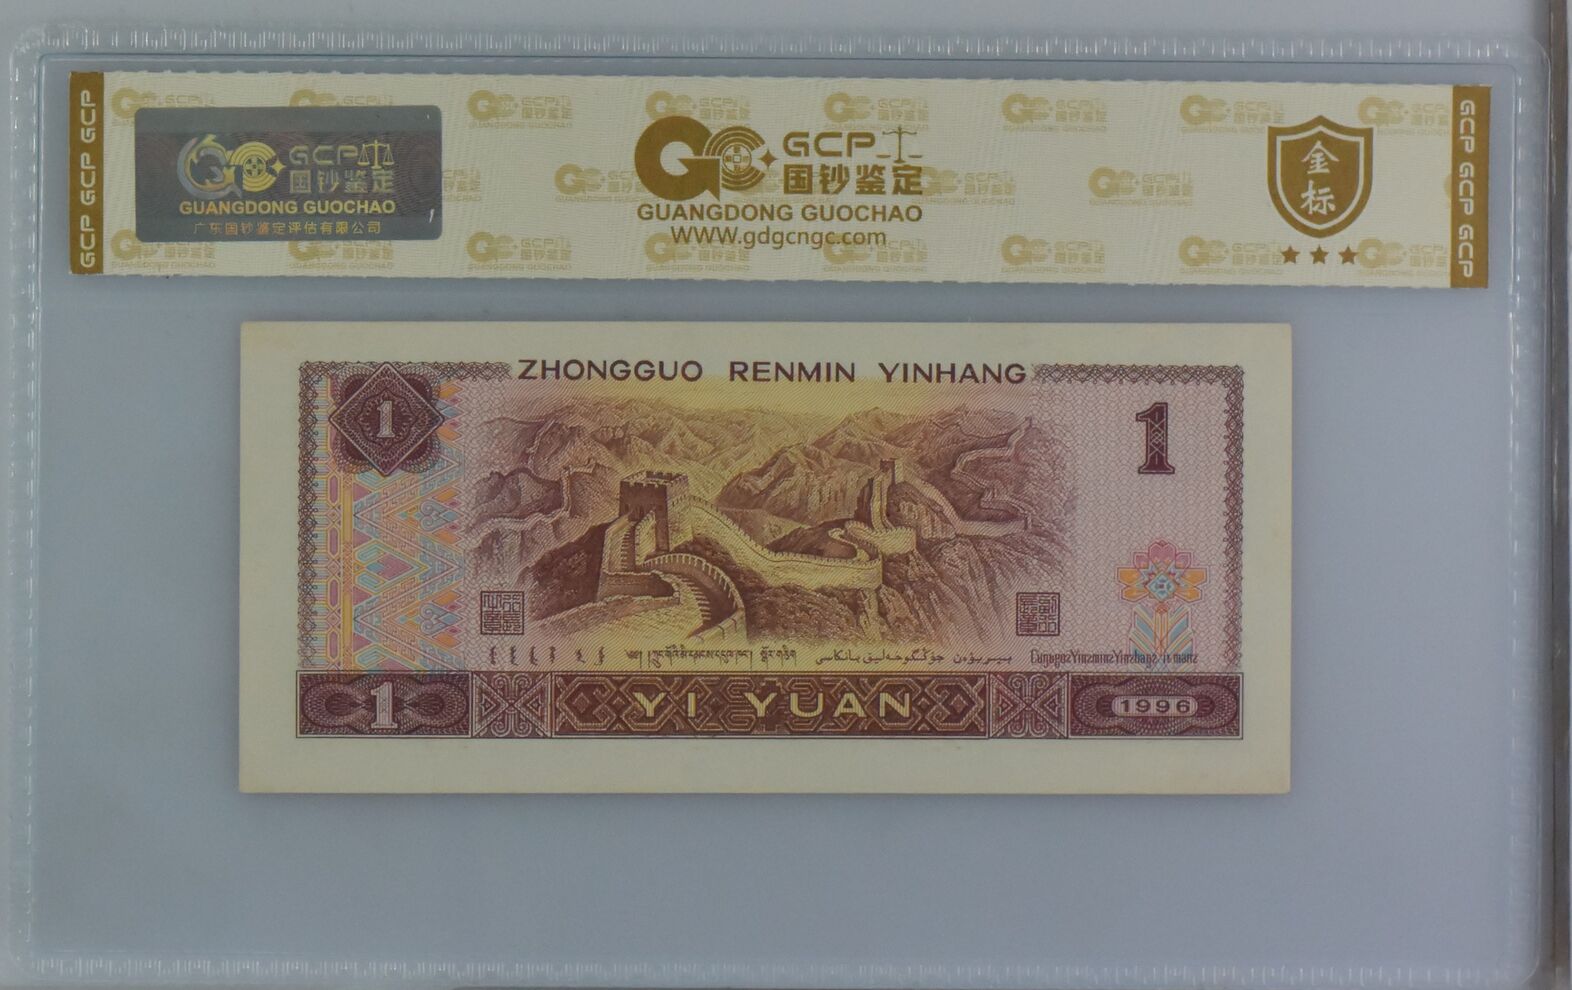 GCP GCP GCP
GCP
国钞鉴定
GUANGDONG GUOCHAO
广东国钞鉴定评估有限公司
GCP
国钞鉴定
GUANGDONG GUOCHAO
WWW.gdgcngc.com
金
标
GCP GCP GCP
ZHONGGUO RENMIN YINHANG
1
1
1
YI YUAN
1996